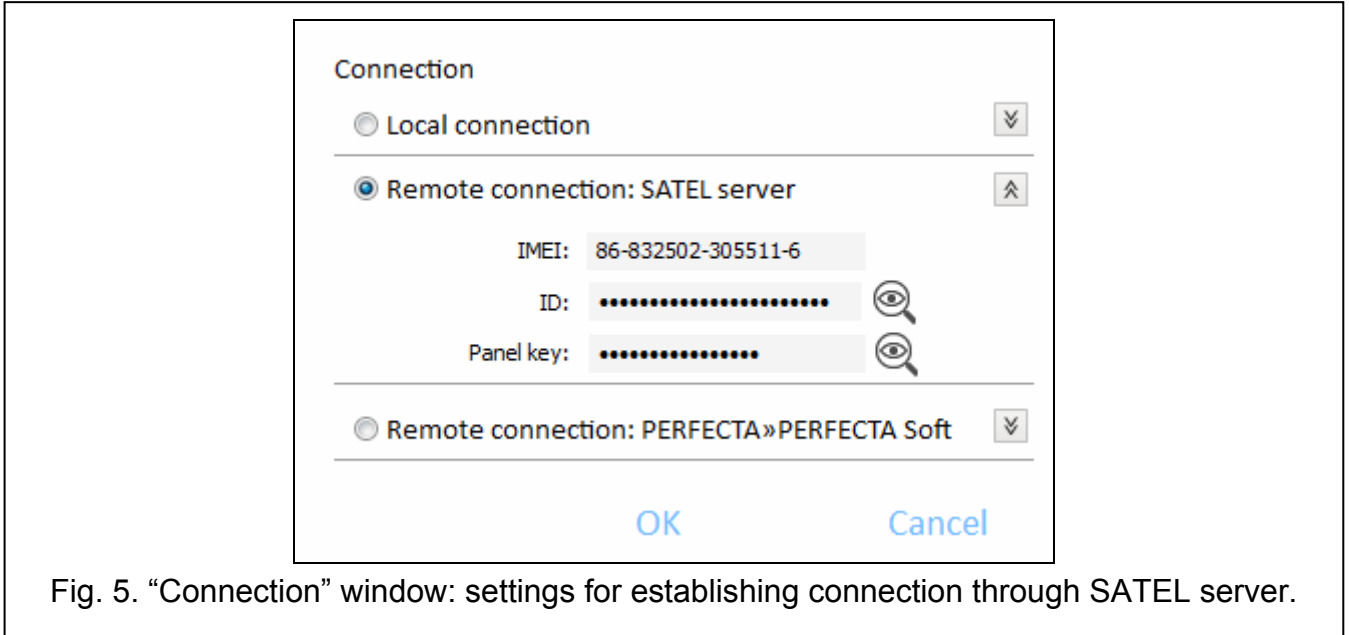 Connection
Local connection
Remote connection: SATEL server
IMEI: 86-832502-305511-6
ID: •••••••••••••••••••••••
Panel key: ••••••••••••••••
Remote connection: PERFECTA»PERFECTA Soft
OK Cancel
Fig. 5. “Connection” window: settings for establishing connection through SATEL server.